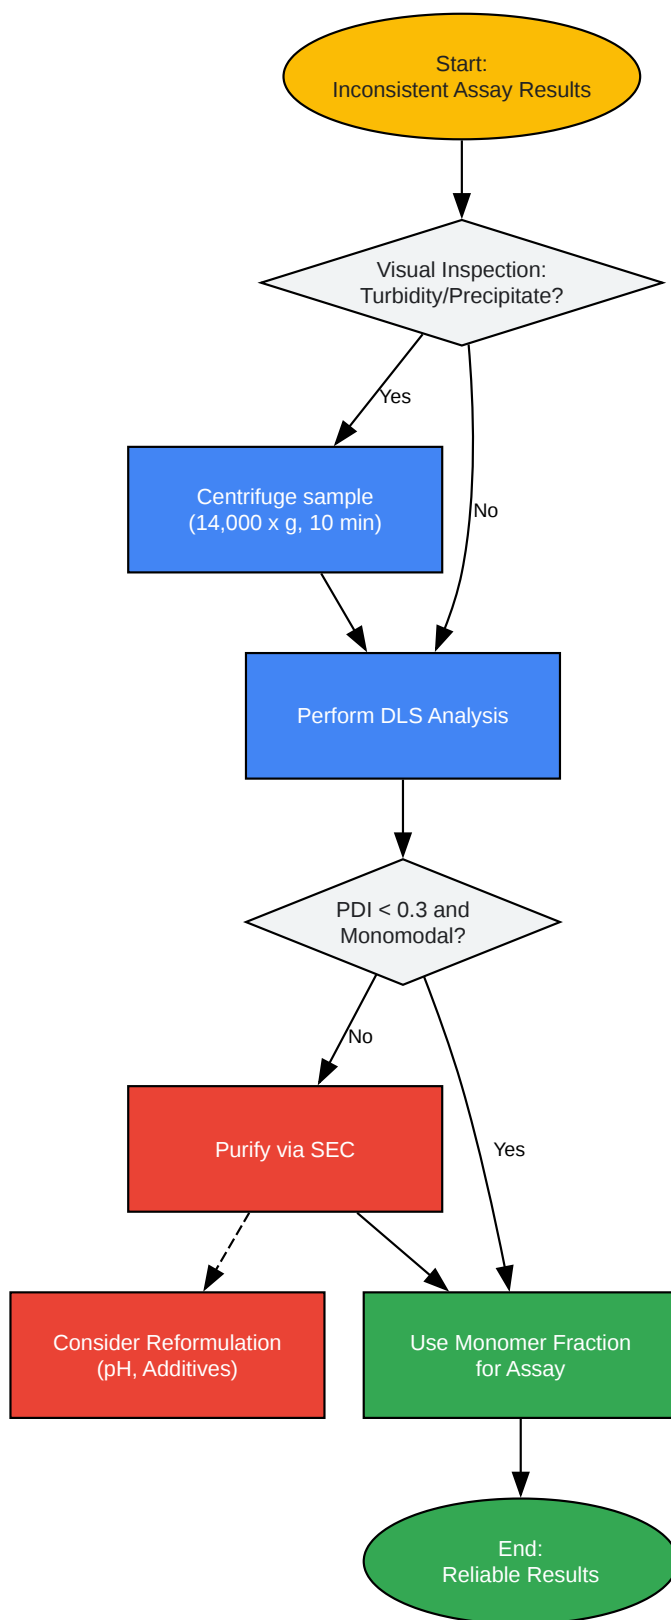 Start:
Inconsistent Assay Results
Visual Inspection:
Turbidity/Precipitate?
Yes
Centrifuge sample
(14,000 x g, 10 min)
No
Perform DLS Analysis
PDI < 0.3 and
Monomodal?
No
Purify via SEC
Yes
Consider Reformulation
(pH, Additives)
Use Monomer Fraction
for Assay
End:
Reliable Results